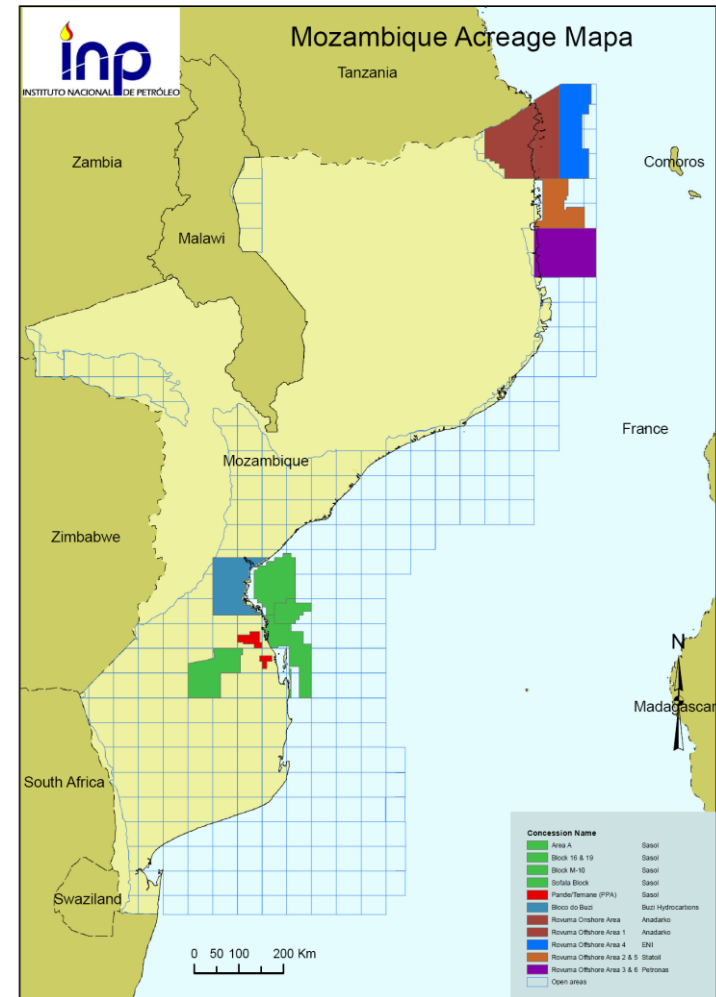 inp
INSTITUTO NACIONAL DE PETRÓLEO
Mozambique Acreage Mapa
Tanzania
Zambia
Comoros
Malawi
France
Mozambique
Zimbabwe
N
Madagascar
South Africa
Swaziland
0 50 100 200 Km
Concession Name
Area A Sasol
Block 16 & 19 Sasol
Block M-10 Sasol
Sofala Block Sasol
Pande/Temane (PPA) Sasol
Bloco do Buzi Buzi Hydrocarbons
Rovuma Onshore Area Anadarko
Rovuma Offshore Area 1 Anadarko
Rovuma Offshore Area 4 ENI
Rovuma Offshore Area 2 & 5 Statoil
Rovuma Offshore Area 3 & 6 Petronas
Open areas